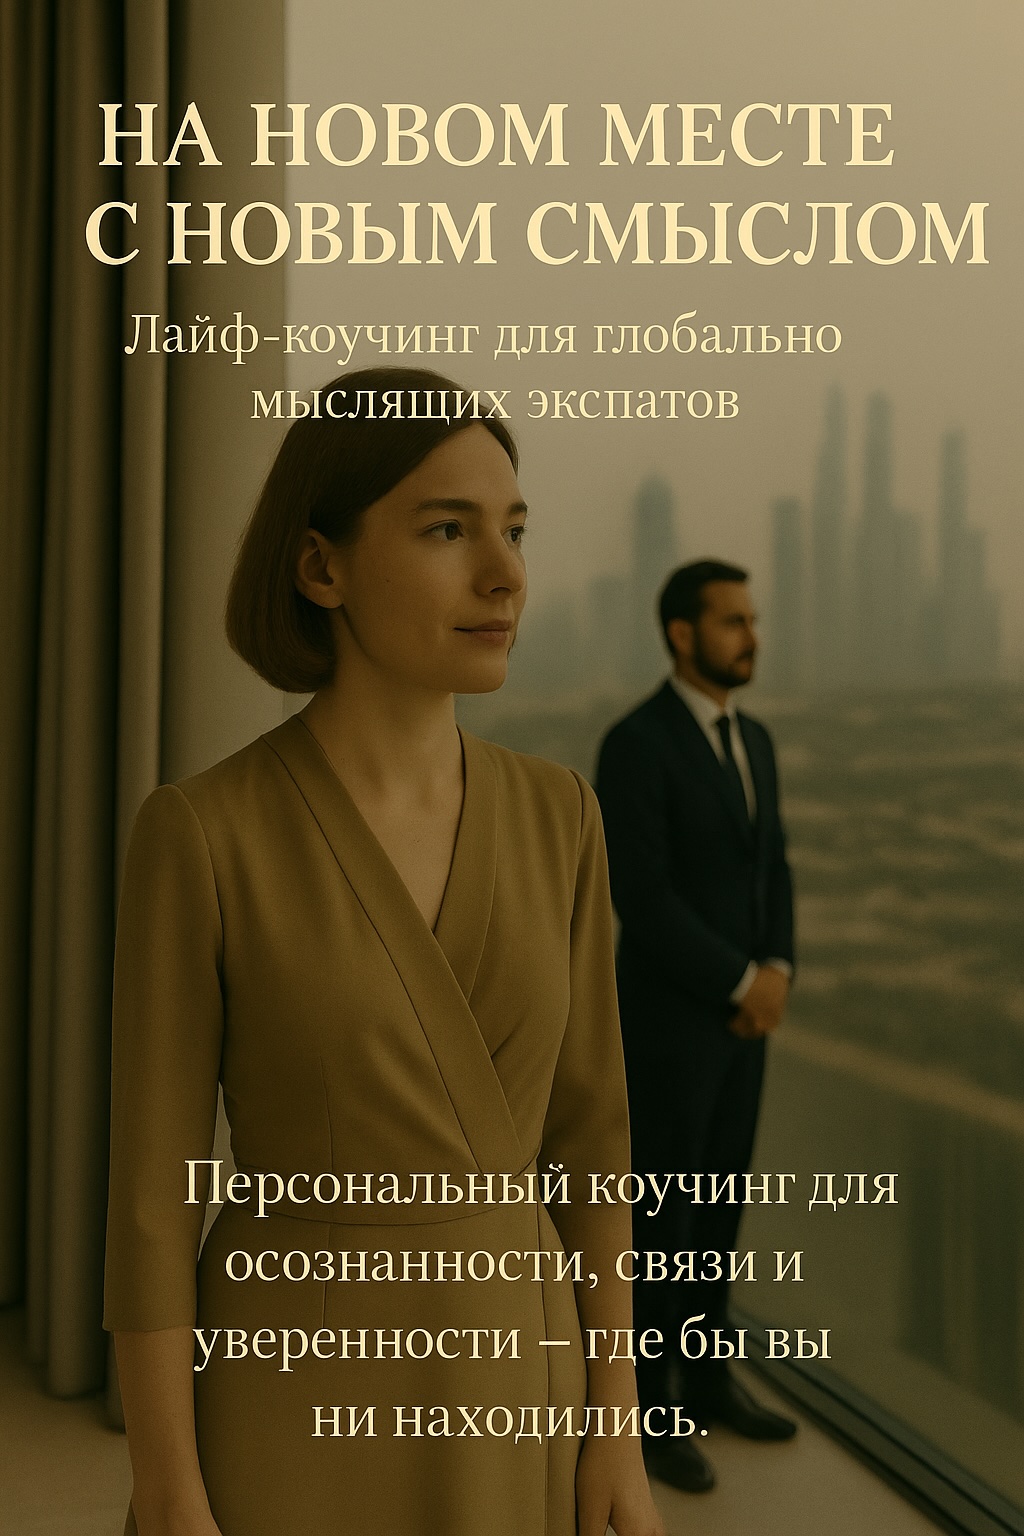 НА НОВОМ МЕСТЕ
С НОВЫМ СМЫСЛОМ
Лайф-коучинг для глобально
мыслящих экспатов
Персональный коучинг для
осознанности, связи и
уверенности – где бы вы
ни находились.